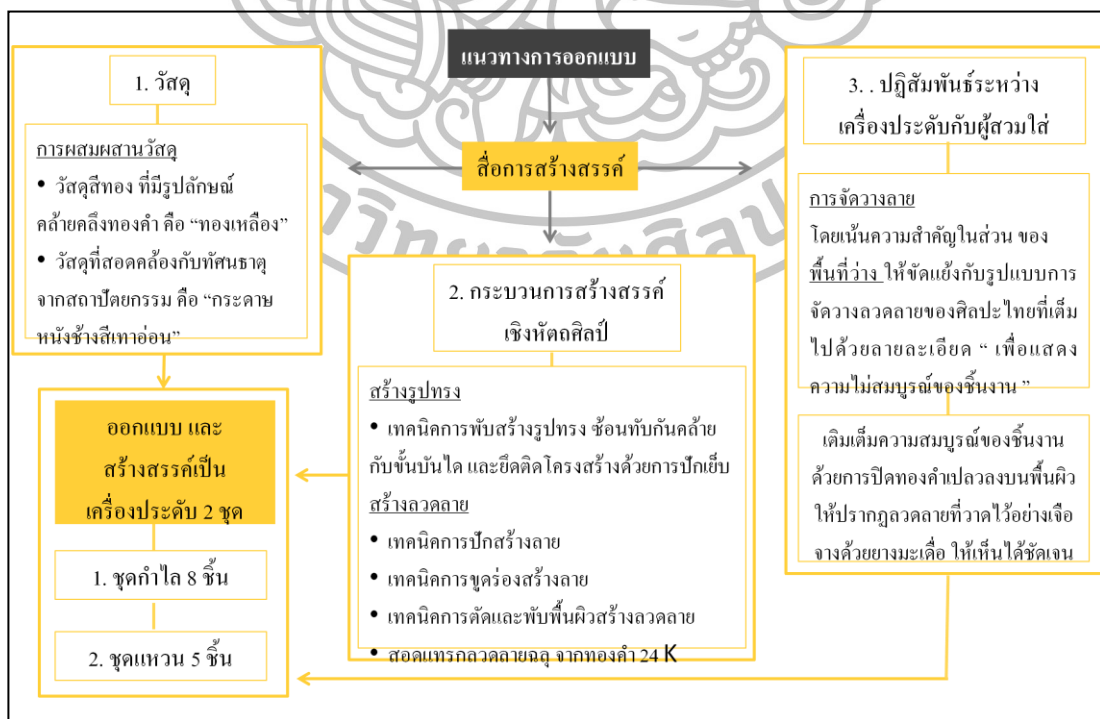 แนวทางการออกแบบ
สื่อการสร้างสรรค์
1. วัสดุ
การผสมผสานวัสดุ
• วัสดุสีทอง ที่มีรูปลักษณ์
คล้ายคลึงทองคำ คือ “ทองเหลือง”
• วัสดุที่สอดคล้องกับทัศนธาตุ
จากสถาปัตยกรรม คือ “กระดาษ
หนังช้างสีเทาอ่อน”
ออกแบบ และ
สร้างสรรค์เป็น
เครื่องประดับ 2 ชุด
1. ชุดกำไล 8 ชิ้น
2. ชุดแหวน 5 ชิ้น
2. กระบวนการสร้างสรรค์
เชิงหัตถศิลป์
สร้างรูปทรง
• เทคนิคการพับสร้างรูปทรง ซ้อนทับกันคล้าย
กับขั้นบันได และยึดติดโครงสร้างด้วยการปักเย็บ
สร้างลวดลาย
• เทคนิคการปักสร้างลาย
• เทคนิคการขูดร่องสร้างลาย
• เทคนิคการตัดและพับพื้นผิวสร้างลวดลาย
• สอดแทรกลวดลายฉลุ จากทองคำ 24 K
3. . ปฏิสัมพันธ์ระหว่าง
เครื่องประดับกับผู้สวมใส่
การจัดวางลาย
โดยเน้นความสำคัญในส่วน ของ
พื้นที่ว่าง ให้ขัดแย้งกับรูปแบบการ
จัดวางลวดลายของศิลปะไทยที่เต็ม
ไปด้วยลายละเอียด “ เพื่อแสดง
ความไม่สมบูรณ์ของชิ้นงาน ”
เติมเต็มความสมบูรณ์ของชิ้นงาน
ด้วยการปิดทองคำเปลวลงบนพื้นผิว
ให้ปรากฏลวดลายที่วาดไว้อย่างเจือ
จางด้วยยางมะเดื่อ ให้เห็นได้ชัดเจน